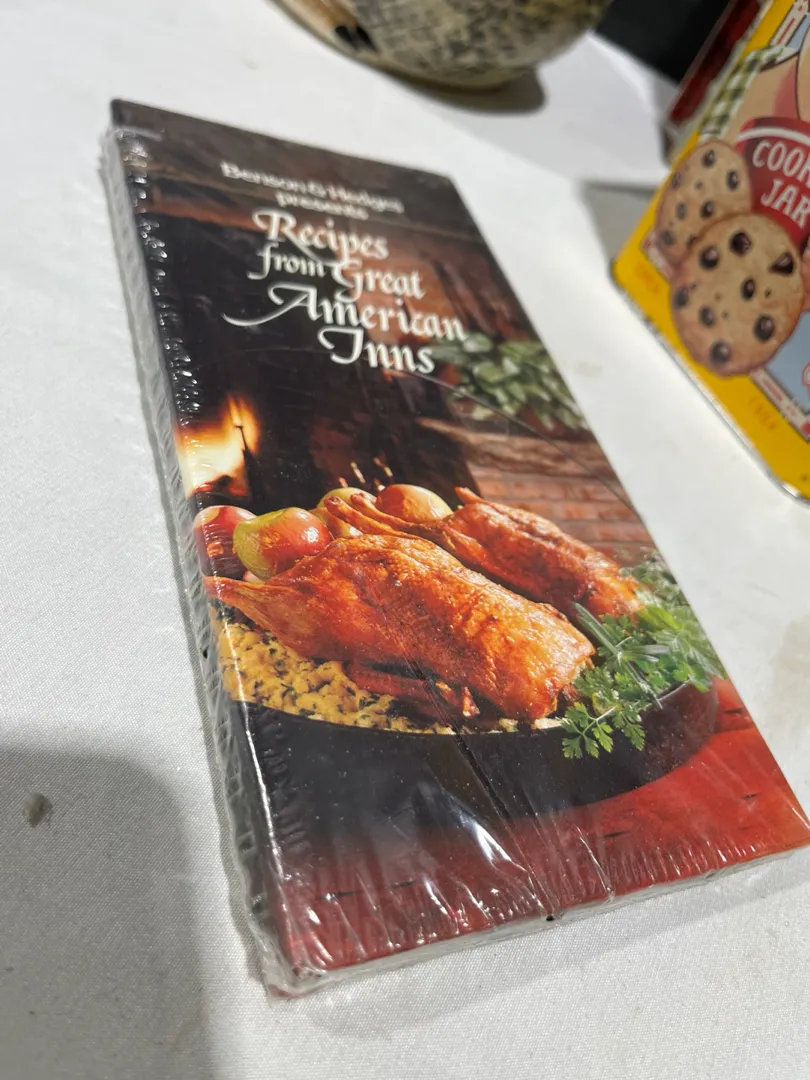 Benson & Hedges
presents
Recipes
from Great
American
Inns
COOK
JAR